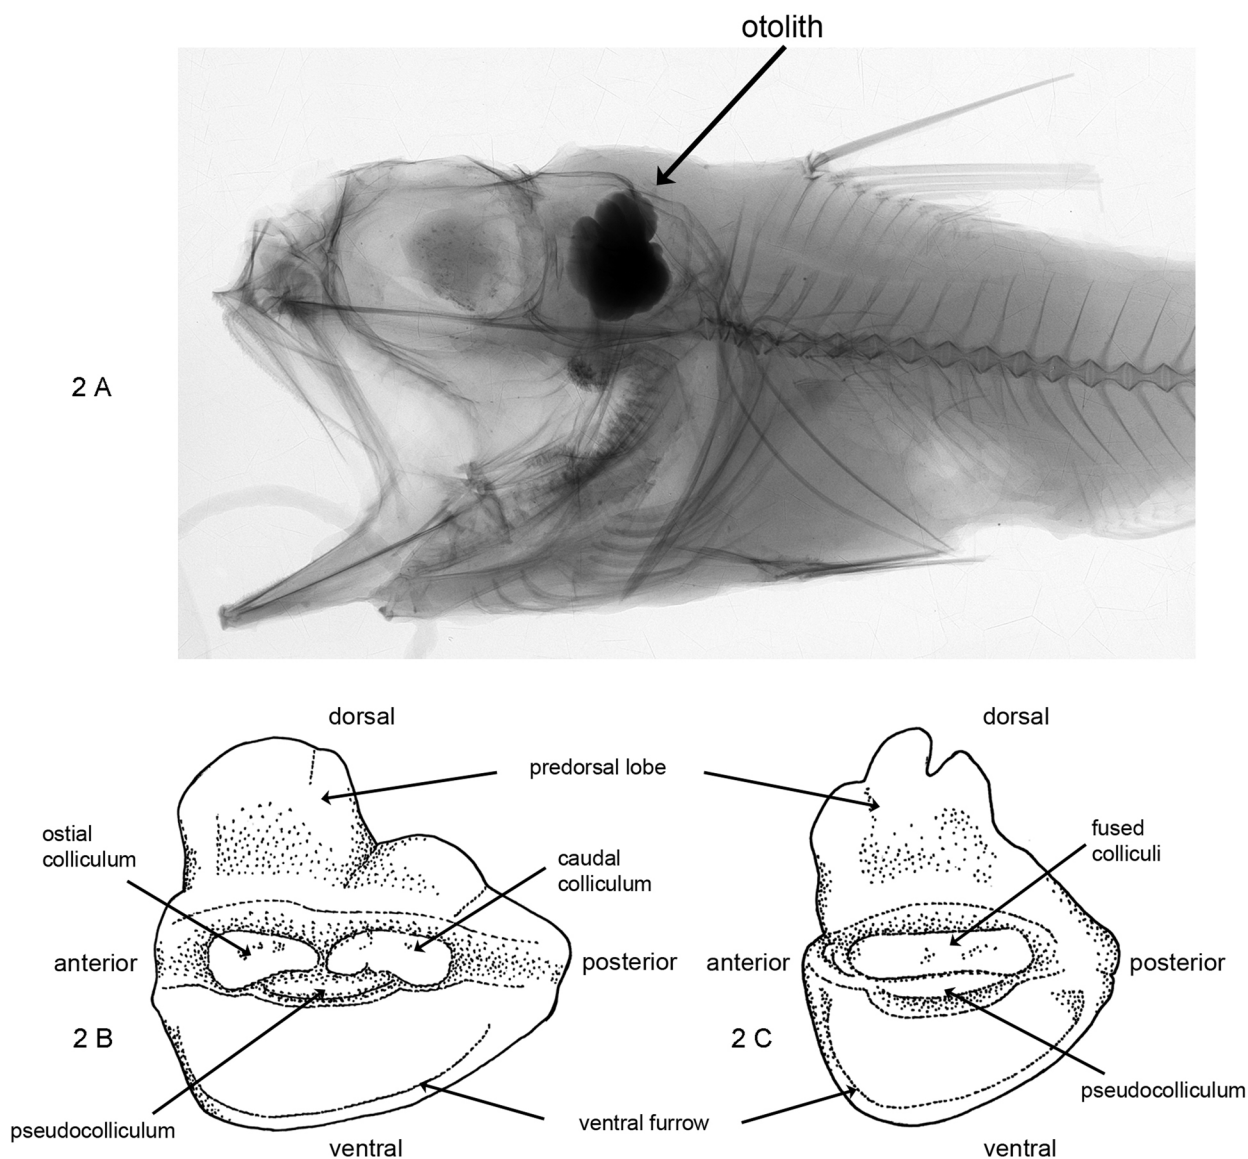 otolith
2 A
dorsal
dorsal
predorsal lobe
ostial
colliculum
caudal
colliculum
fused
colliculi
anterior
posterior
anterior
posterior
2 B
2 C
pseudocolliculum
ventral furrow
pseudocolliculum
ventral
ventral